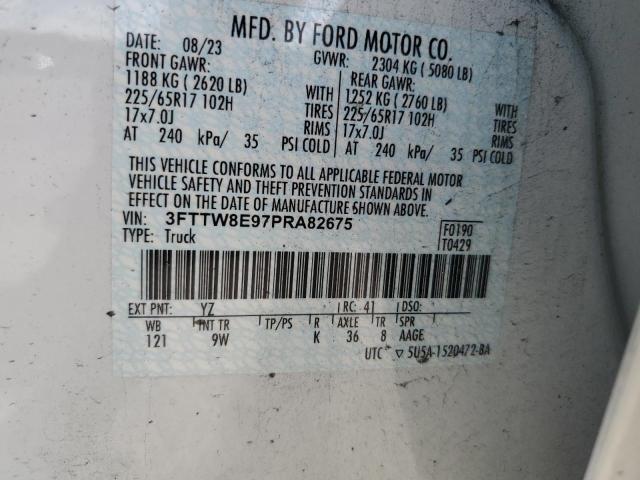 MFD. BY FORD MOTOR CO.
DATE: 08/23 GVWR: 2304 KG ( 5080 LB)
FRONT GAWR: REAR GAWR:
1188 KG ( 2620 LB) 1252 KG ( 2760 LB)
225/65R17 102H TIRES 225/65R17 102H TIRES
17x7.0J RIMS 17x7.0J RIMS
AT 240 kPa/ 35 PSI COLD AT 240 kPa/ 35 PSI COLD
THIS VEHICLE CONFORMS TO ALL APPLICABLE FEDERAL MOTOR
VEHICLE SAFETY AND THEFT PREVENTION STANDARDS IN
EFFECT ON THE DATE OF MANUFACTURE SHOWN ABOVE.
VIN: 3FTTW8E97PRA82675 F0190
TYPE: Truck T0429
EXT PNT: YZ RC: 41 DSO:
WB INT TR TP/PS R AXLE TR SPR
121 9W K 36 8 AAGE
UTC ▽ 5U5A-1520472-BA